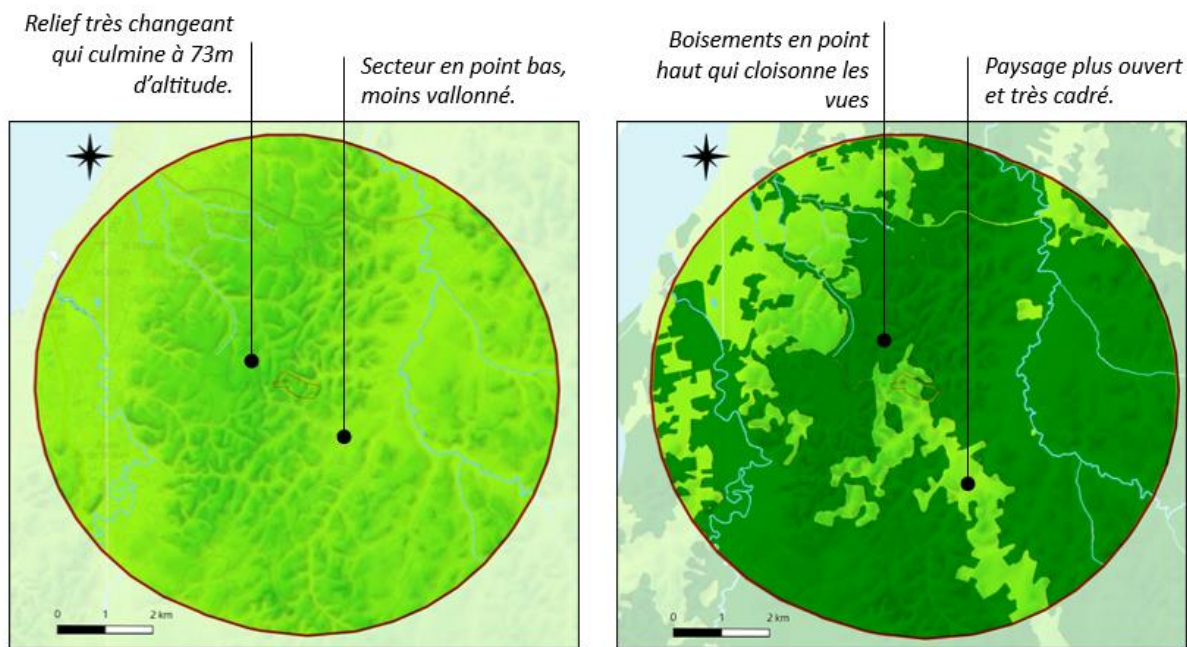 Relief très changeant
qui culmine à 73m
d'altitude.
Secteur en point bas,
moins vallonné.
Boisements en point
haut qui cloisonne les
vues
Paysage plus ouvert
et très cadré.
0 1 2 km
0 1 2 km